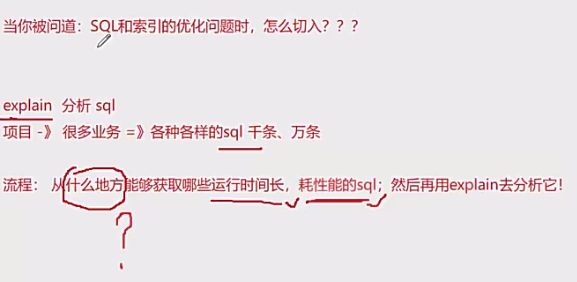 当你被问道：SQL和索引的优化问题时，怎么切入？？？
explain 分析 sql
项目 -》 很多业务 =》各种各样的sql 千条、万条
流程： 从什么地方能够获取哪些运行时间长，耗性能的sql；然后再用explain去分析它！
？